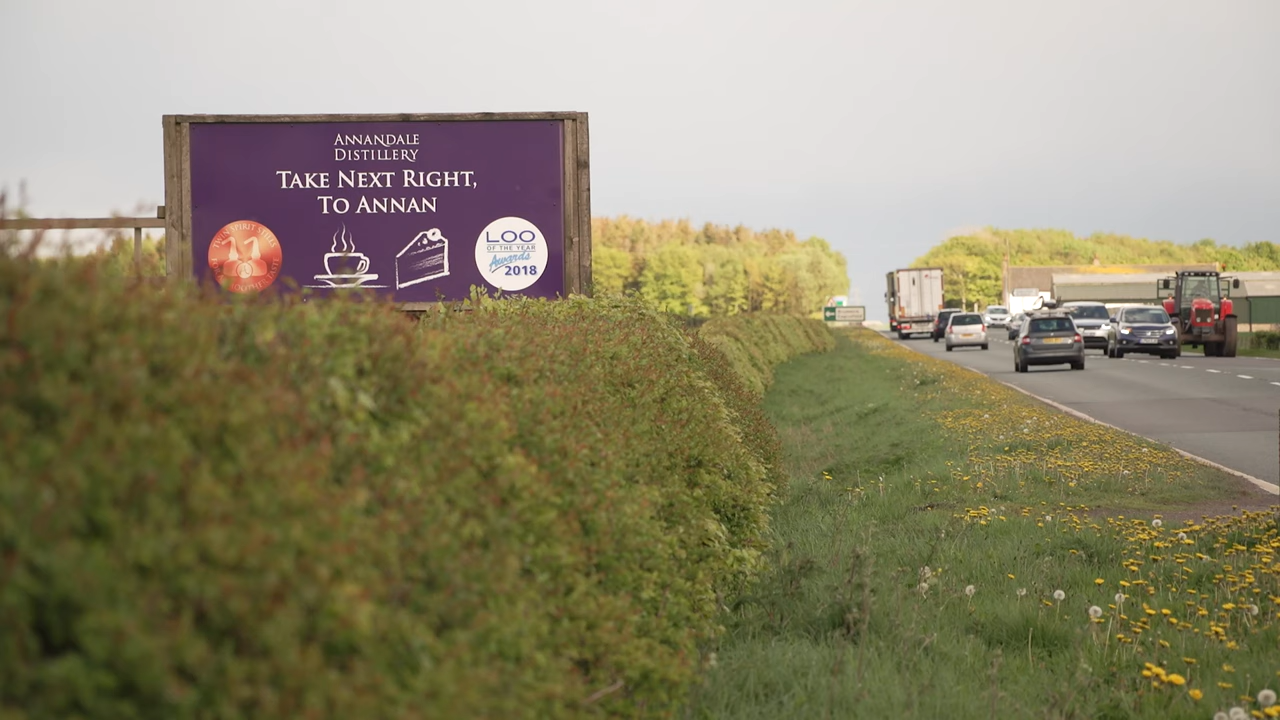 ANNANDALE
DISTILLERY
TAKE NEXT RIGHT,
TO ANNAN
LOO
OF THE YEAR
Awards
2018